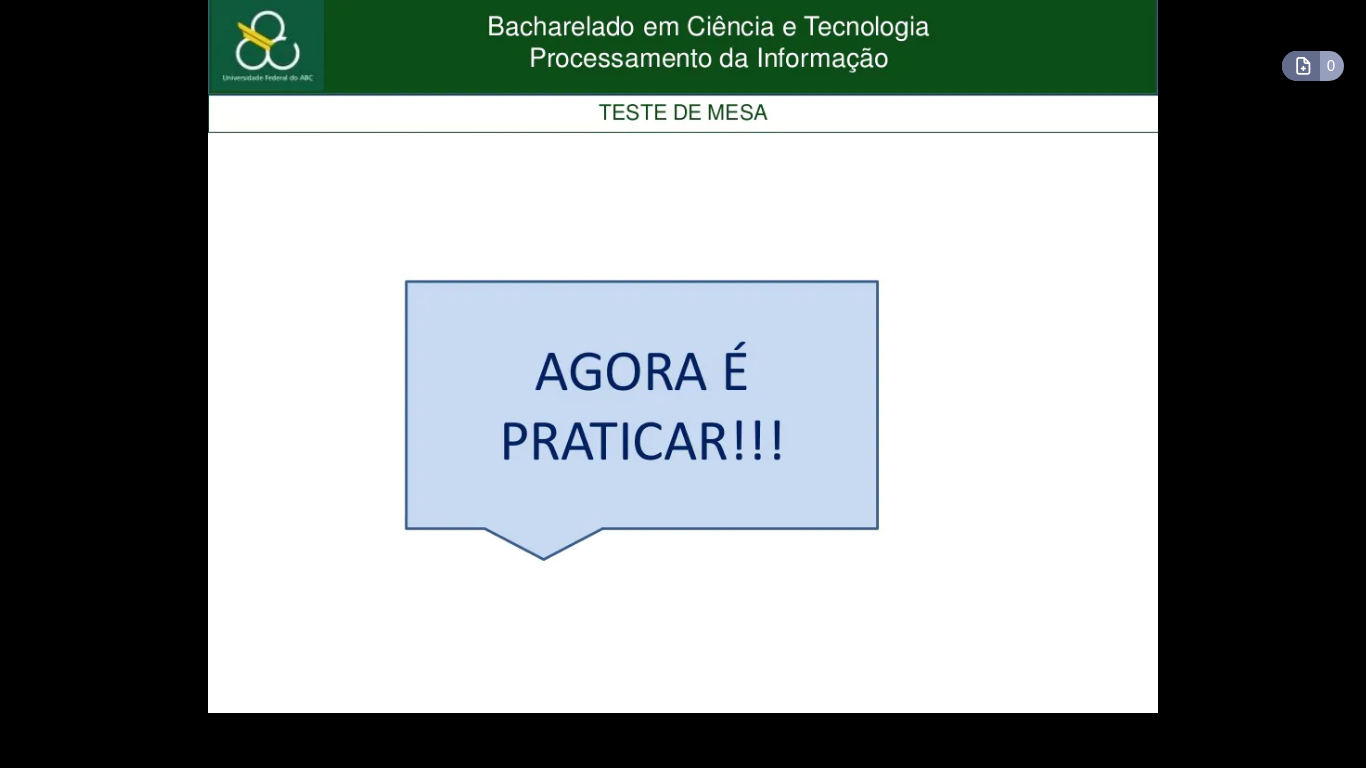 Bacharelado em Ciência e Tecnologia
Processamento da Informação
Universidade Federal do ABC
TESTE DE MESA
AGORA É
PRATICAR!!!
0